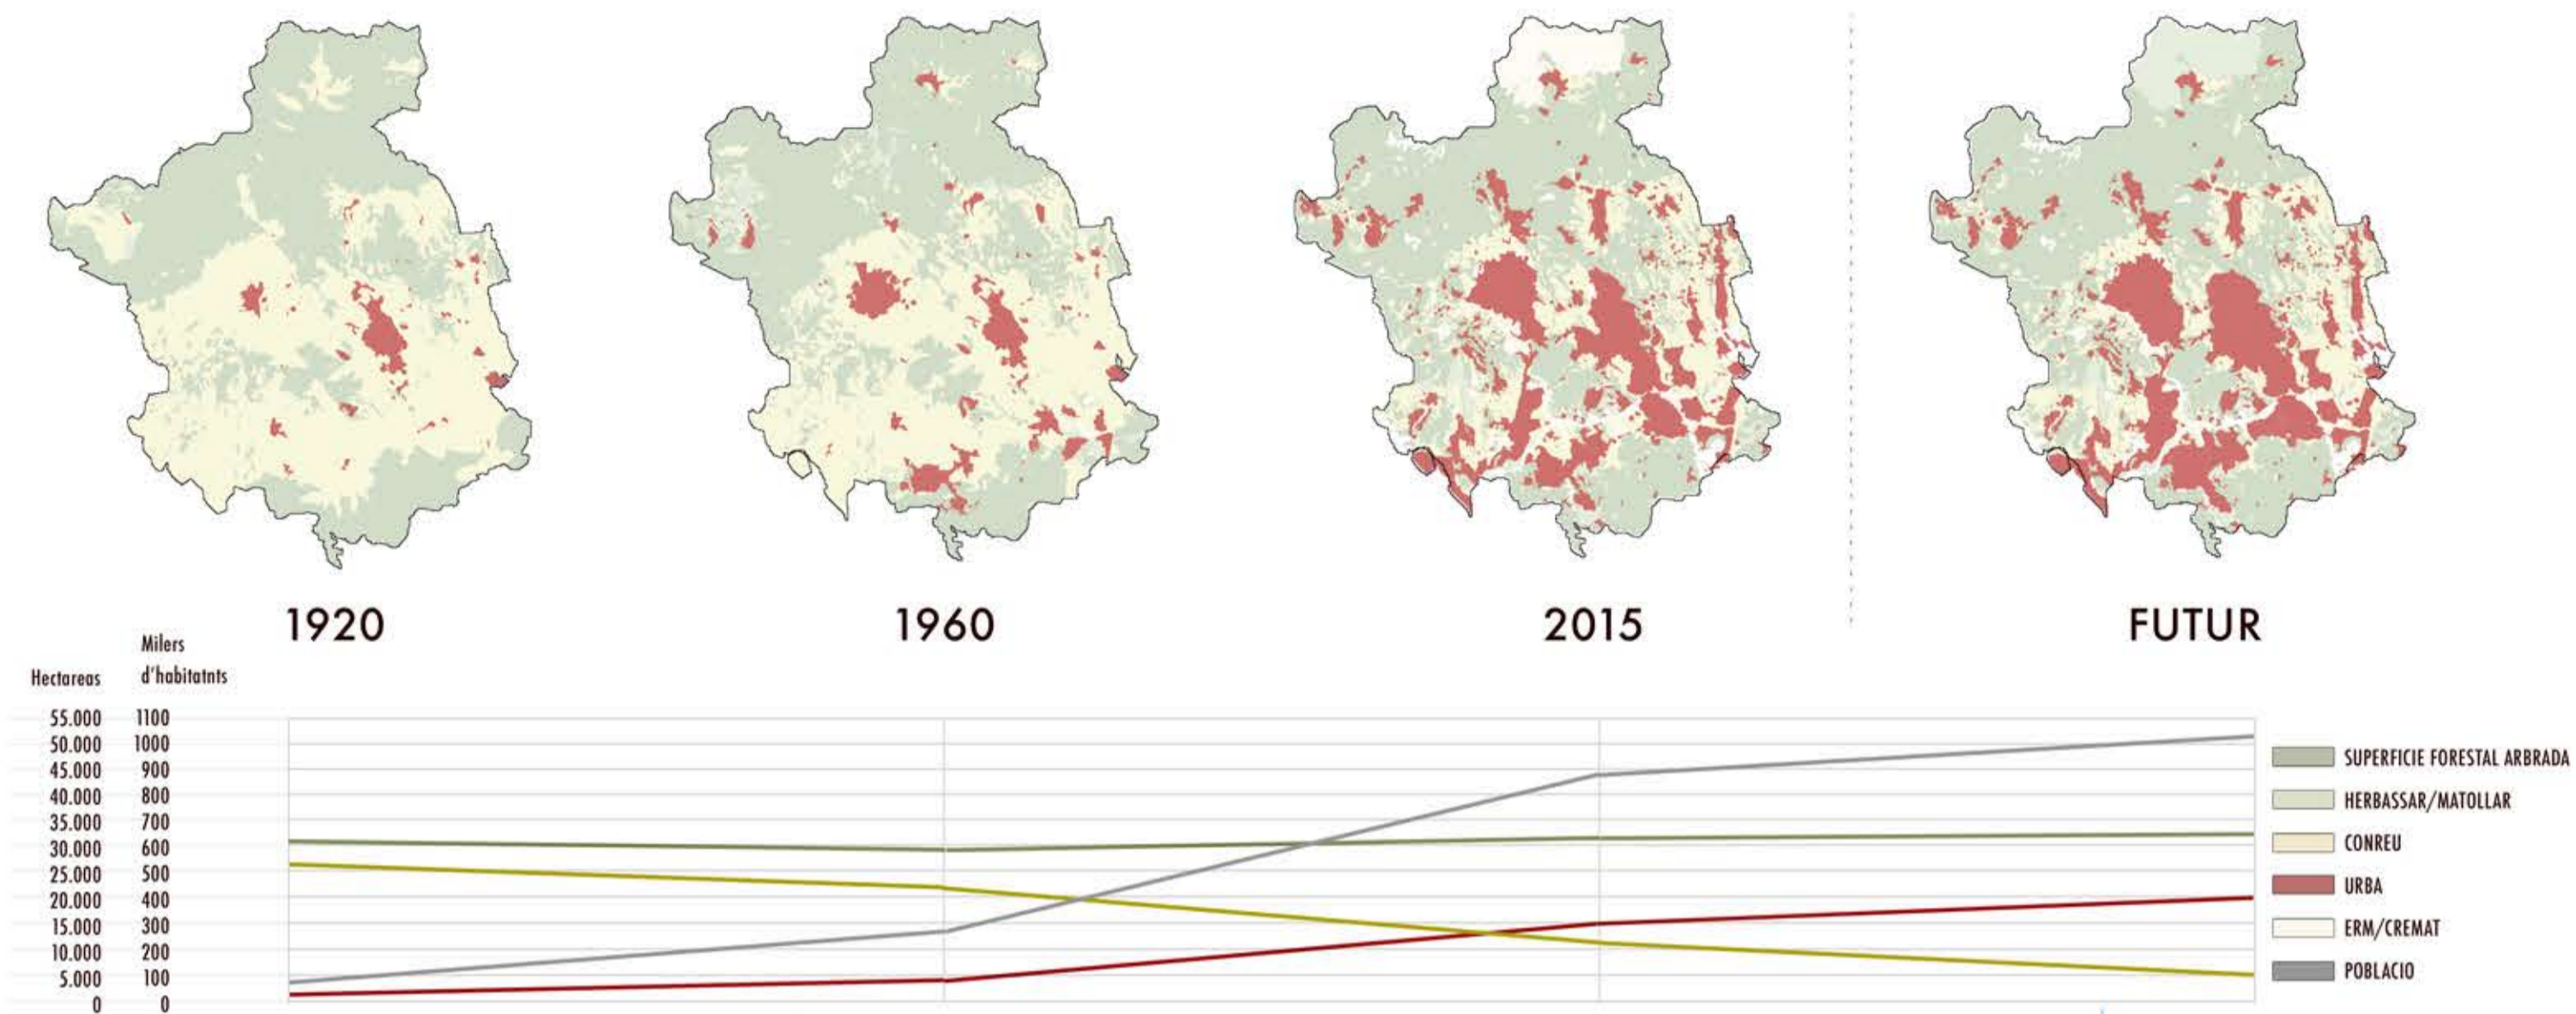 1920
1960
2015
FUTUR
Hectareas
Milers
d'habitatnts
55.000 1100
50.000 1000
45.000 900
40.000 800
35.000 700
30.000 600
25.000 500
20.000 400
15.000 300
10.000 200
5.000 100
0 0
SUPERFICIE FORESTAL ARBRADA
HERBASSAR/MATOLLAR
CONREU
URBA
ERM/CREMAT
POBLACIO